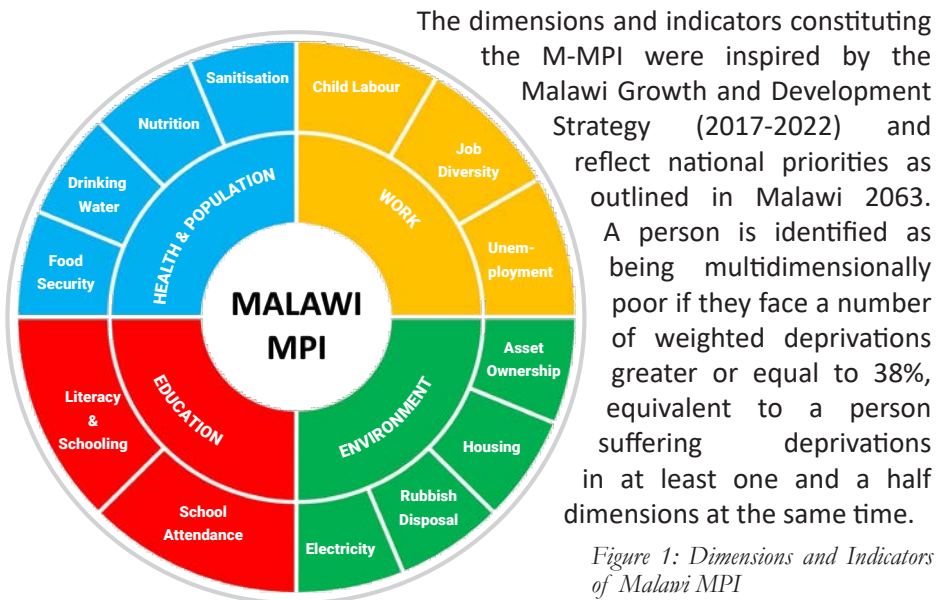 The dimensions and indicators constituting
the M-MPI were inspired by the
Malawi Growth and Development
Strategy (2017-2022) and
reflect national priorities as
outlined in Malawi 2063.
A person is identified as
being multidimensionally
poor if they face a number
of weighted deprivations
greater or equal to 38%,
equivalent to a person
suffering deprivations
in at least one and a half
dimensions at the same time.
Figure 1: Dimensions and Indicators
of Malawi MPI
MALAWI
MPI
HEALTH & POPULATION
Sanitisation
Nutrition
Drinking
Water
Food
Security
WORK
Child Labour
Job
Diversity
Unem-
ployment
ENVIRONMENT
Asset
Ownership
Housing
Rubbish
Disposal
Electricity
EDUCATION
Literacy
&
Schooling
School
Attendance